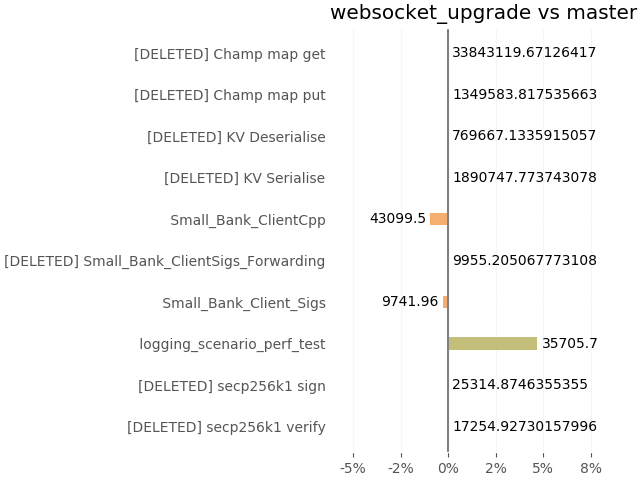 websocket_upgrade vs master
[DELETED] Champ map get 33843119.67126417
[DELETED] Champ map put 1349583.817535663
[DELETED] KV Deserialise 769667.1335915057
[DELETED] KV Serialise 1890747.773743078
Small_Bank_ClientCpp 43099.5
[DELETED] Small_Bank_ClientSigs_Forwarding 9955.205067773108
Small_Bank_Client_Sigs 9741.96
logging_scenario_perf_test 35705.7
[DELETED] secp256k1 sign 25314.8746355355
[DELETED] secp256k1 verify 17254.92730157996
-5% -2% 0% 2% 5% 8%